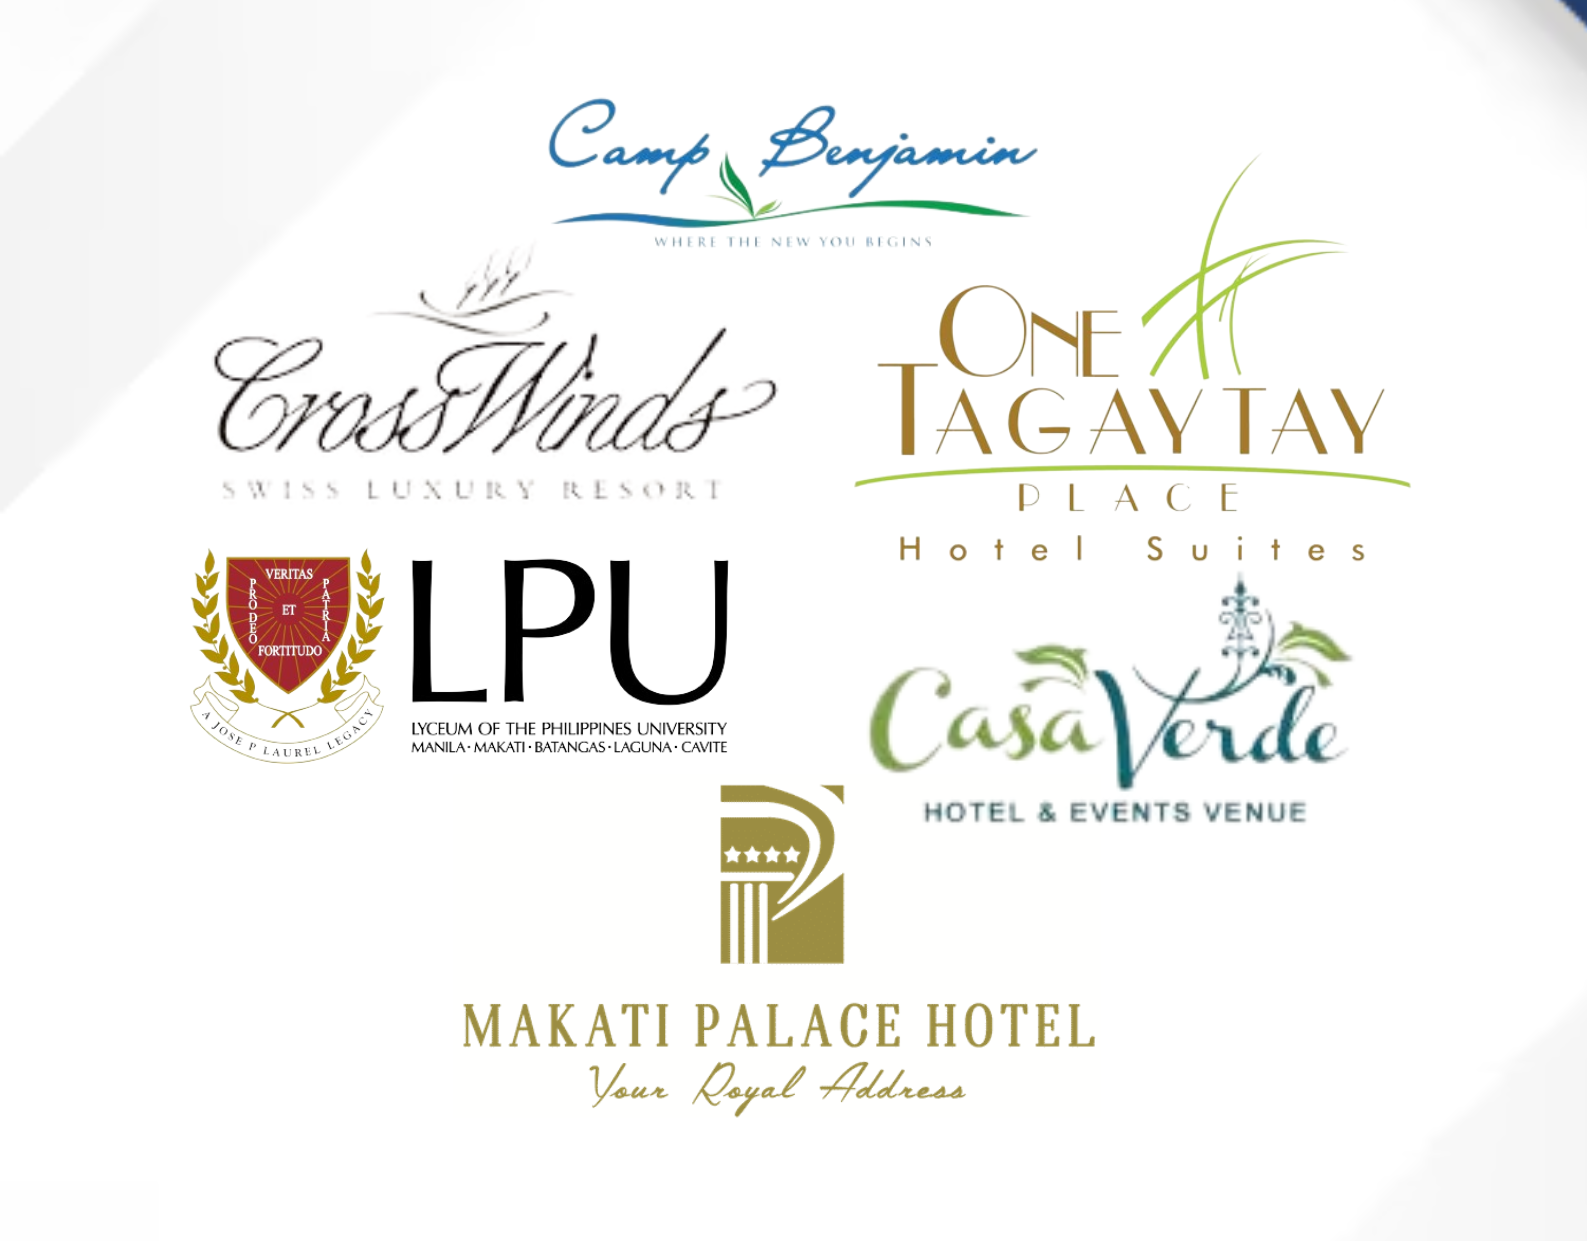 Camp Benjamin
WHERE THE NEW YOU BEGINS
CrossWinds
SWISS LUXURY RESORT
ONE
TAGAYTAY
PLACE
Hotel Suites
VERITAS
PRO DEO
ET
PATRIA
FORTITUDO
A JOSE P LAUREL LEGACY
LPU
LYCEUM OF THE PHILIPPINES UNIVERSITY
MANILA · MAKATI · BATANGAS · LAGUNA · CAVITE
Casa Verde
HOTEL & EVENTS VENUE
MAKATI PALACE HOTEL
Your Royal Address